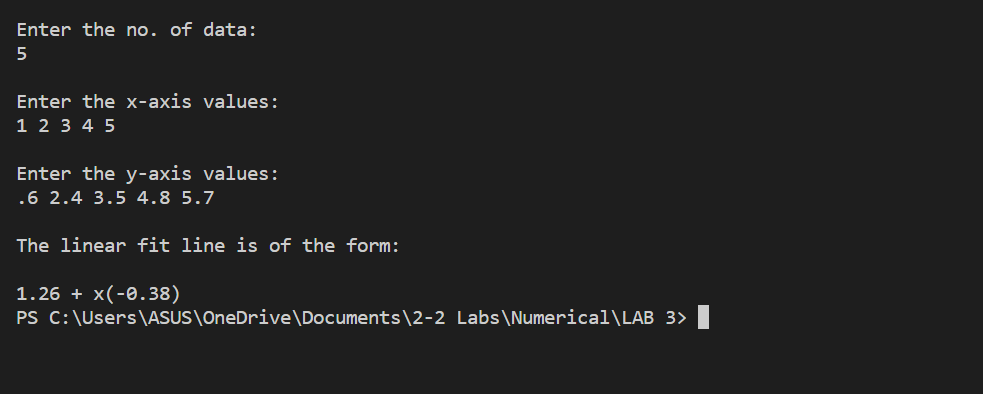 Enter the no. of data:
5
Enter the x-axis values:
1 2 3 4 5
Enter the y-axis values:
.6 2.4 3.5 4.8 5.7
The linear fit line is of the form:
1.26 + x(-0.38)
PS C:\Users\ASUS\OneDrive\Documents\2-2 Labs\Numerical\LAB 3>